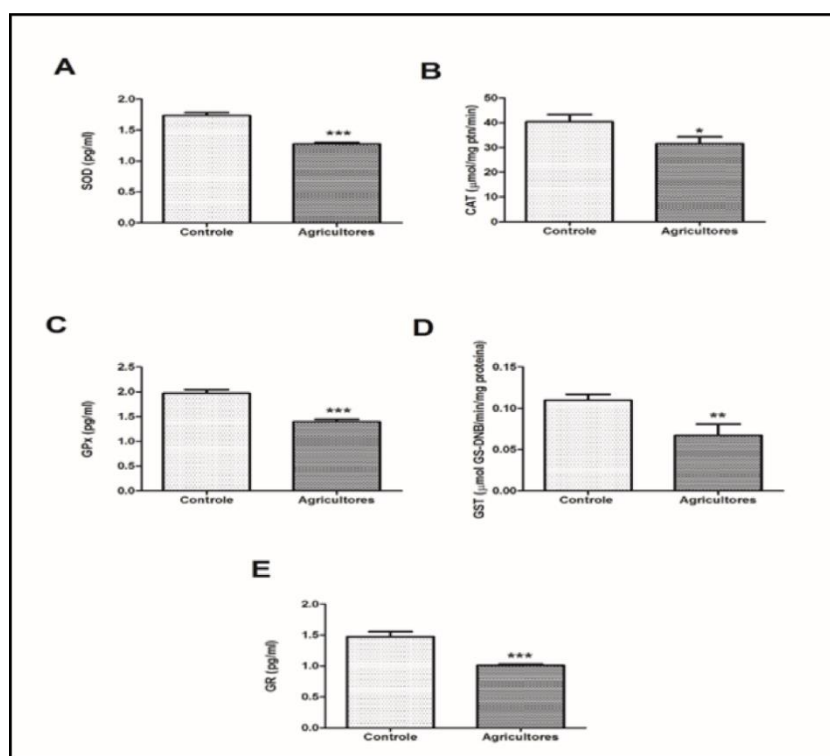 A
SOD (pg/ml)
2.0
1.5
1.0
0.5
0.0
***
Controle Agricultores
B
CAT (μmol/mg ptn/min)
50
40
30
20
10
0
*
Controle Agricultores
C
GPx (pg/ml)
2.5
2.0
1.5
1.0
0.5
0.0
***
Controle Agricultores
D
GST (μmol GS-DNB/min/mg proteina)
0.15
0.10
0.05
0.00
**
Controle Agricultores
E
GR (pg/ml)
2.0
1.5
1.0
0.5
0.0
***
Controle Agricultores